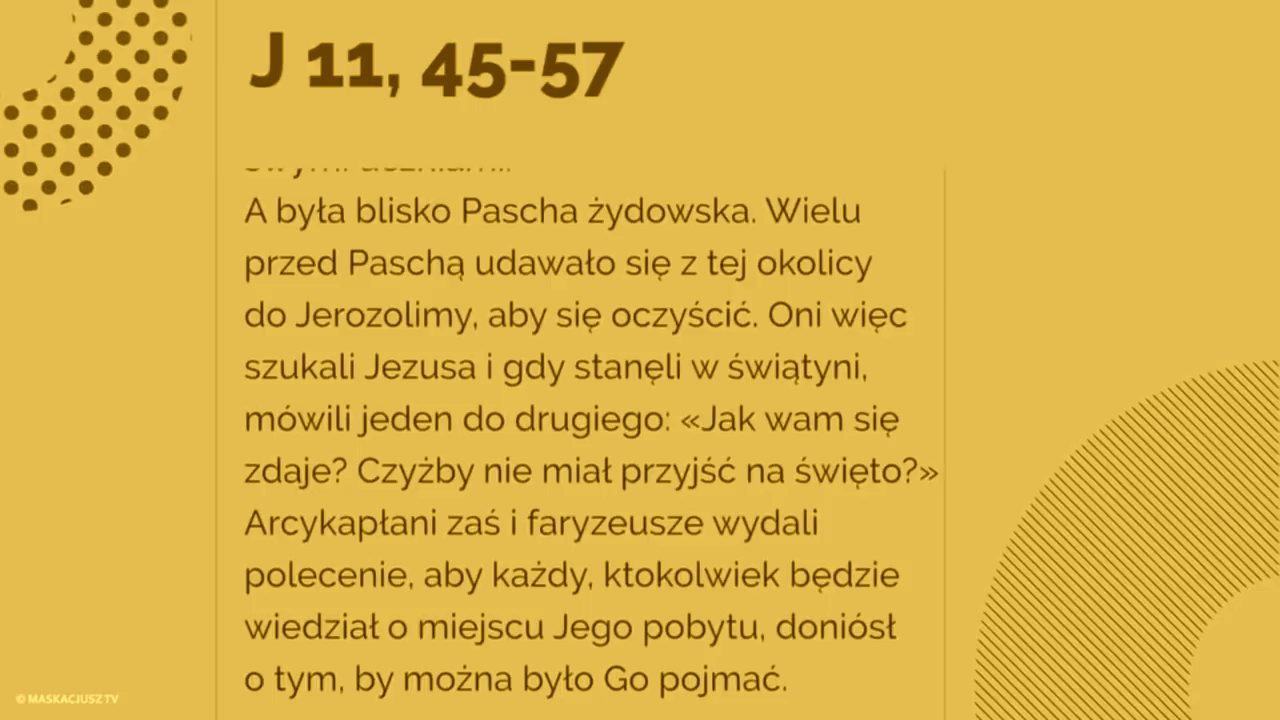 J 11, 45-57
A była blisko Pascha żydowska. Wielu
przed Paschą udawało się z tej okolicy
do Jerozolimy, aby się oczyścić. Oni więc
szukali Jezusa i gdy stanęli w świątyni,
mówili jeden do drugiego: «Jak wam się
zdaje? Czyżby nie miał przyjść na święto?»
Arcykapłani zaś i faryzeusze wydali
polecenie, aby każdy, ktokolwiek będzie
wiedział o miejscu Jego pobytu, doniósł
o tym, by można było Go pojmać.
© MASKACJUSZ TV